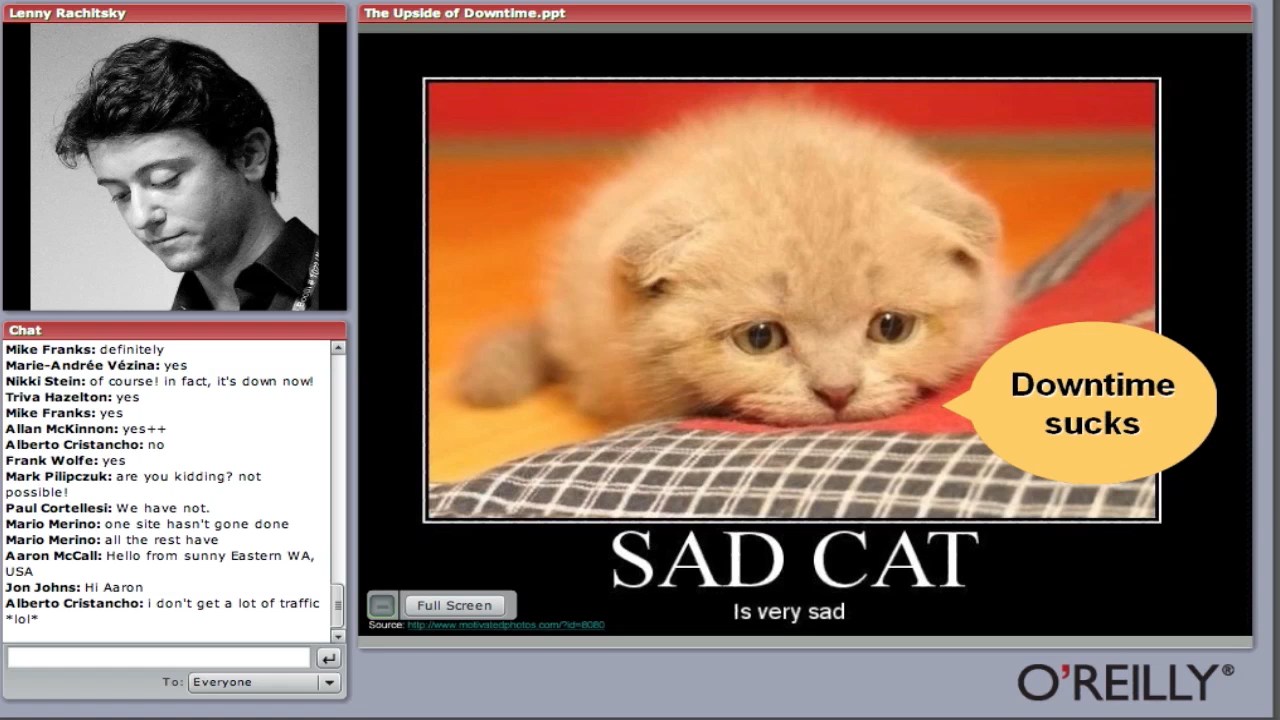 Lenny Rachitsky
Chat
Mike Franks: definitely
Marie-Andrée Vézina: yes
Nikki Stein: of course! in fact, it's down now!
Triva Hazelton: yes
Mike Franks: yes
Allan McKinnon: yes++
Alberto Cristancho: no
Frank Wolfe: yes
Mark Pilipczuk: are you kidding? not
possible!
Paul Cortellesi: We have not.
Mario Merino: one site hasn't gone done
Mario Merino: all the rest have
Aaron McCall: Hello from sunny Eastern WA,
USA
Jon Johns: Hi Aaron
Alberto Cristancho: i don't get a lot of traffic
*lol*
To: Everyone
The Upside of Downtime.ppt
Downtime
sucks
SAD CAT
Is very sad
Full Screen
Source: http://www.motivatedphotos.com/?id=8080
O'REILLY®